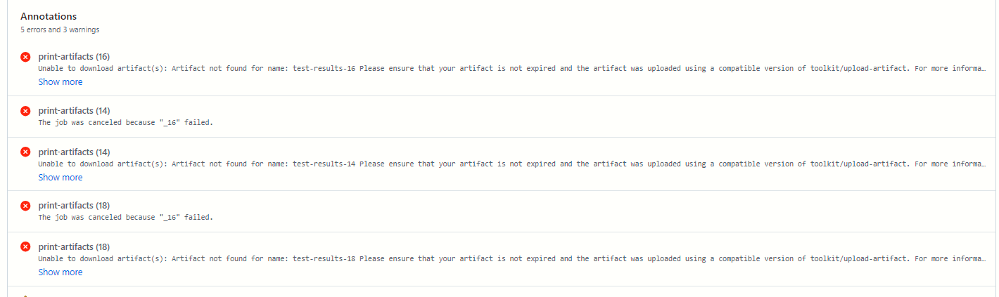 Annotations
5 errors and 3 warnings
print-artifacts (16)
Unable to download artifact(s): Artifact not found for name: test-results-16 Please ensure that your artifact is not expired and the artifact was uploaded using a compatible version of toolkit/upload-artifact. For more informa…
Show more
print-artifacts (14)
The job was canceled because "_16" failed.
print-artifacts (14)
Unable to download artifact(s): Artifact not found for name: test-results-14 Please ensure that your artifact is not expired and the artifact was uploaded using a compatible version of toolkit/upload-artifact. For more informa…
Show more
print-artifacts (18)
The job was canceled because "_16" failed.
print-artifacts (18)
Unable to download artifact(s): Artifact not found for name: test-results-18 Please ensure that your artifact is not expired and the artifact was uploaded using a compatible version of toolkit/upload-artifact. For more informa…
Show more